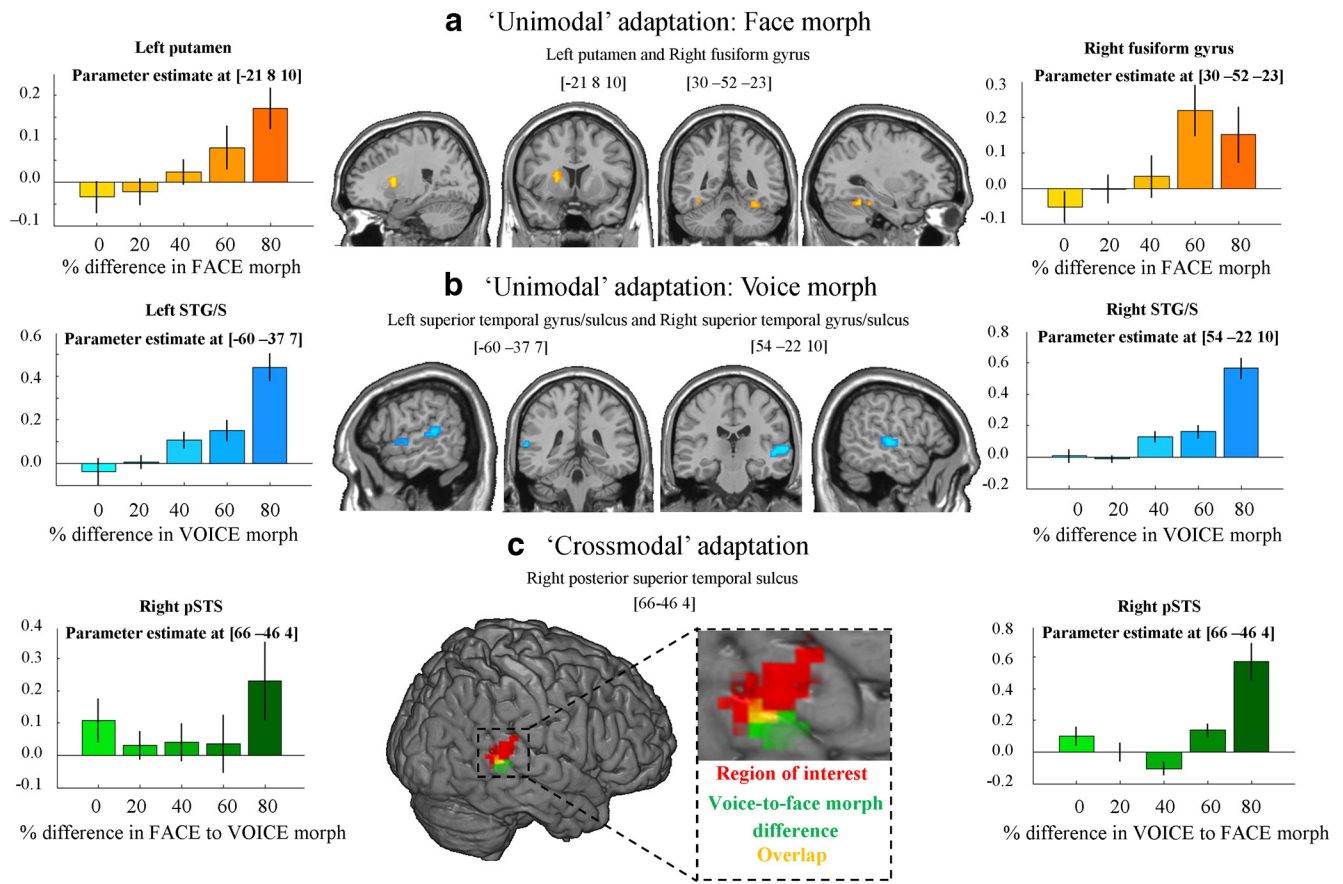 a 'Unimodal' adaptation: Face morph
Left putamen and Right fusiform gyrus
[-21 8 10] [30 –52 –23]
Left putamen
Parameter estimate at [-21 8 10]
0.2
0.1
0.0
–0.1
0 20 40 60 80
% difference in FACE morph
Right fusiform gyrus
Parameter estimate at [30 –52 –23]
0.3
0.2
0.1
0.0
-0.1
0 20 40 60 80
% difference in FACE morph
b 'Unimodal' adaptation: Voice morph
Left superior temporal gyrus/sulcus and Right superior temporal gyrus/sulcus
[-60 –37 7] [54 –22 10]
Left STG/S
Parameter estimate at [-60 –37 7]
0.6
0.4
0.2
0.0
0 20 40 60 80
% difference in VOICE morph
Right STG/S
Parameter estimate at [54 –22 10]
0.8
0.6
0.4
0.2
0.0
-0.2
0 20 40 60 80
% difference in VOICE morph
c 'Crossmodal' adaptation
Right posterior superior temporal sulcus
[66-46 4]
Right pSTS
Parameter estimate at [66 –46 4]
0.4
0.3
0.2
0.1
0.0
-0.1
0 20 40 60 80
% difference in FACE to VOICE morph
Region of interest
Voice-to-face morph
difference
Overlap
Right pSTS
Parameter estimate at [66 –46 4]
0.8
0.6
0.4
0.2
0.0
-0.2
0 20 40 60 80
% difference in VOICE to FACE morph